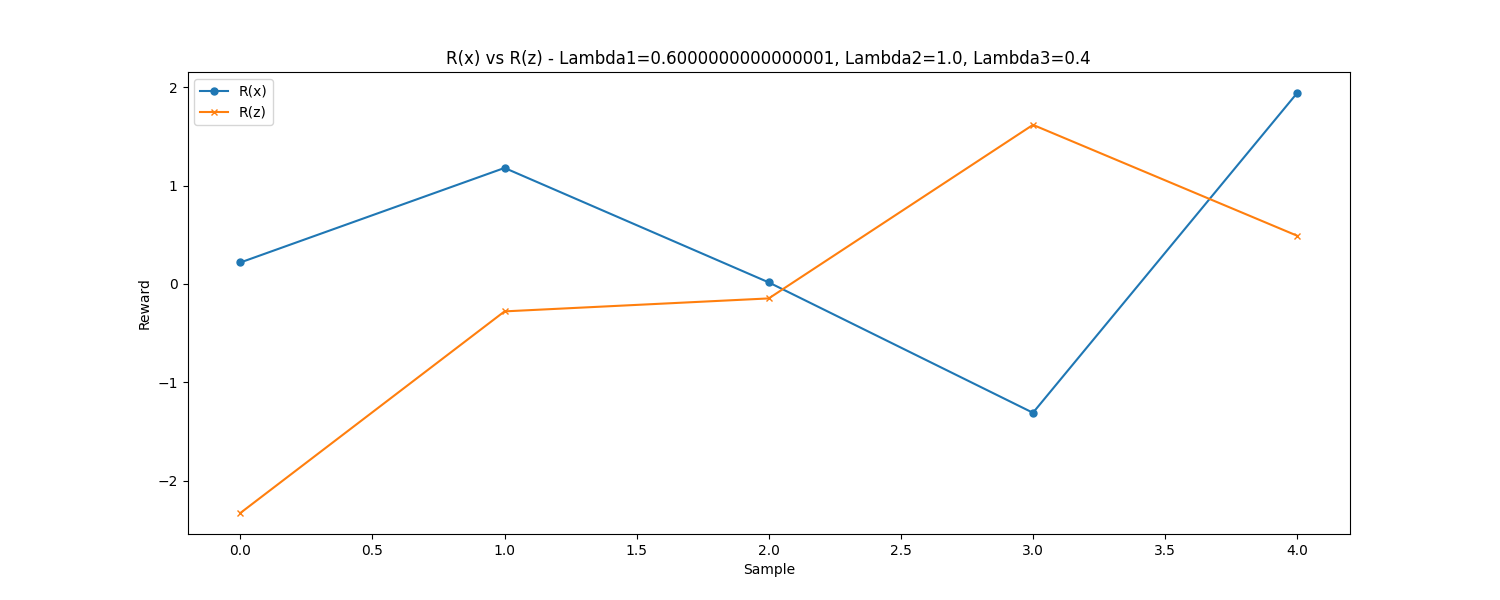 R(x) vs R(z) - Lambda1=0.6000000000000001, Lambda2=1.0, Lambda3=0.4
R(x)
R(z)
Reward
2
1
0
−1
−2
0.0 0.5 1.0 1.5 2.0 2.5 3.0 3.5 4.0
Sample